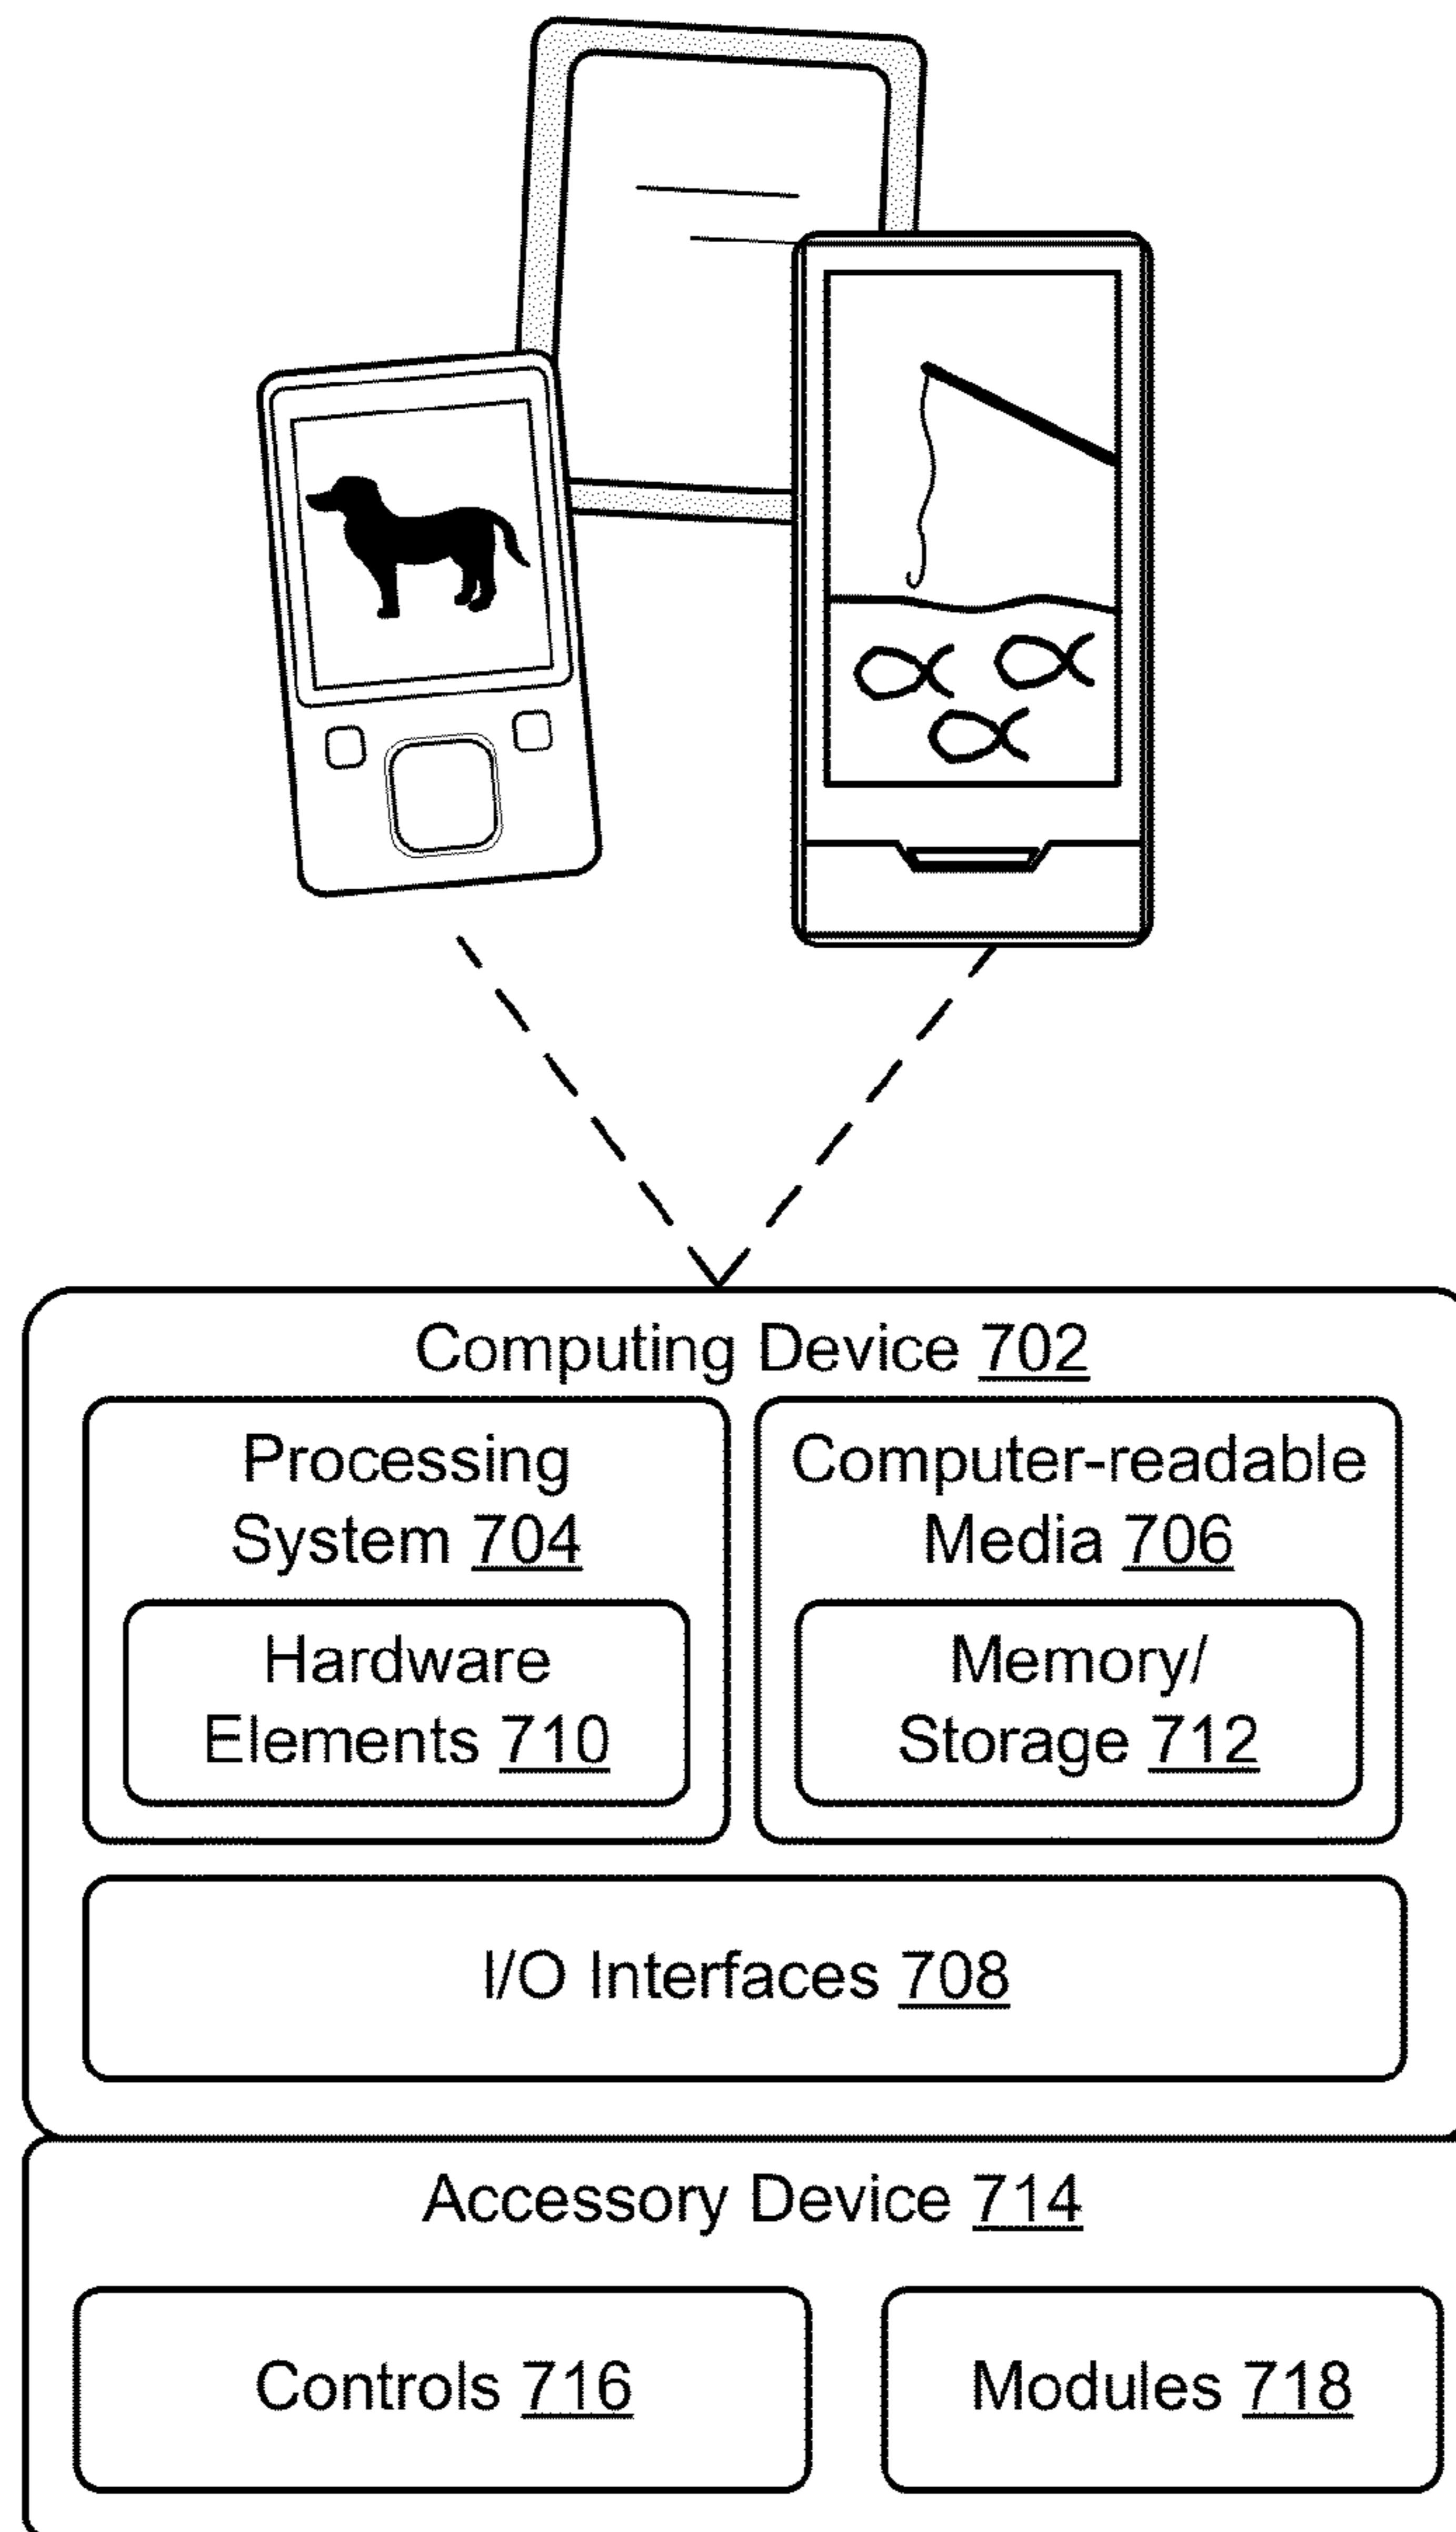 Computing Device 702
Processing
System 704
Hardware
Elements 710
Computer-readable
Media 706
Memory/
Storage 712
I/O Interfaces 708
Accessory Device 714
Controls 716
Modules 718